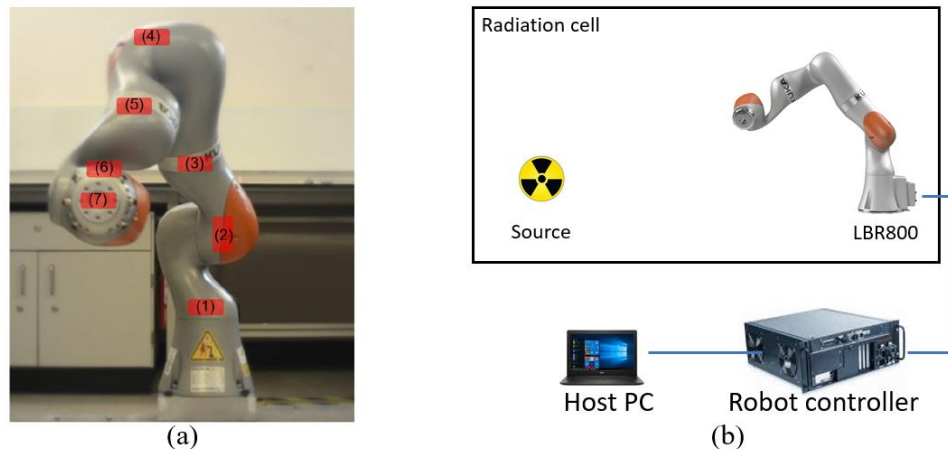 (4)
(5)
(3)
(6)
(7)
(2)
(1)
(a)
Radiation cell
Source
LBR800
Host PC
Robot controller
(b)